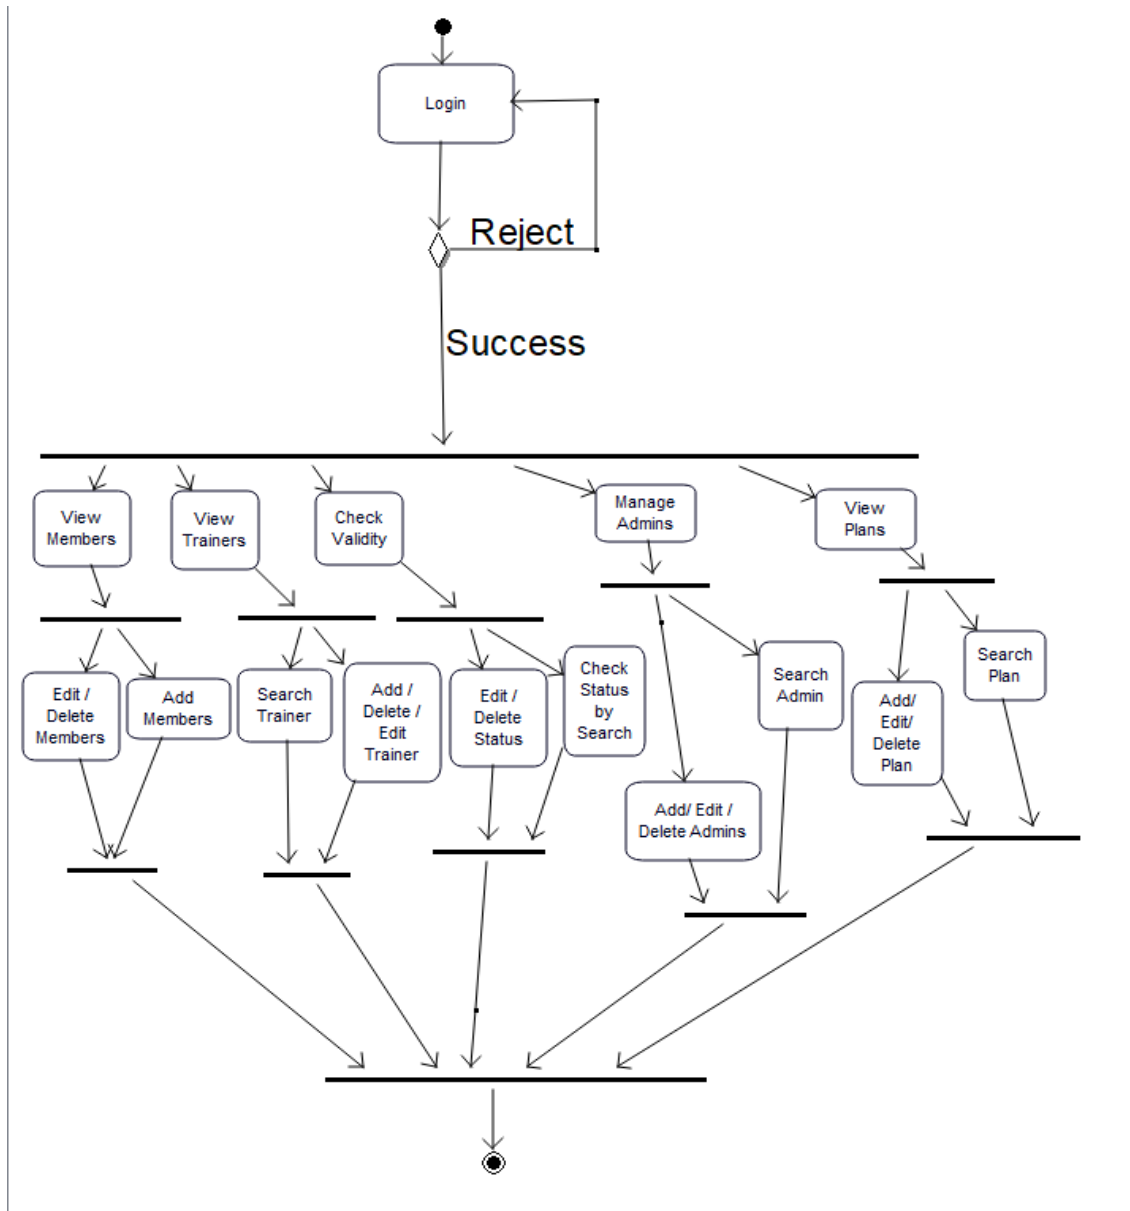 Login
Reject
Success
View
Members
View
Trainers
Check
Validity
Manage
Admins
View
Plans
Edit /
Delete
Members
Add
Members
Search
Trainer
Add /
Delete /
Edit
Trainer
Edit /
Delete
Status
Check
Status
by
Search
Add/ Edit /
Delete Admins
Search
Admin
Add/
Edit/
Delete
Plan
Search
Plan